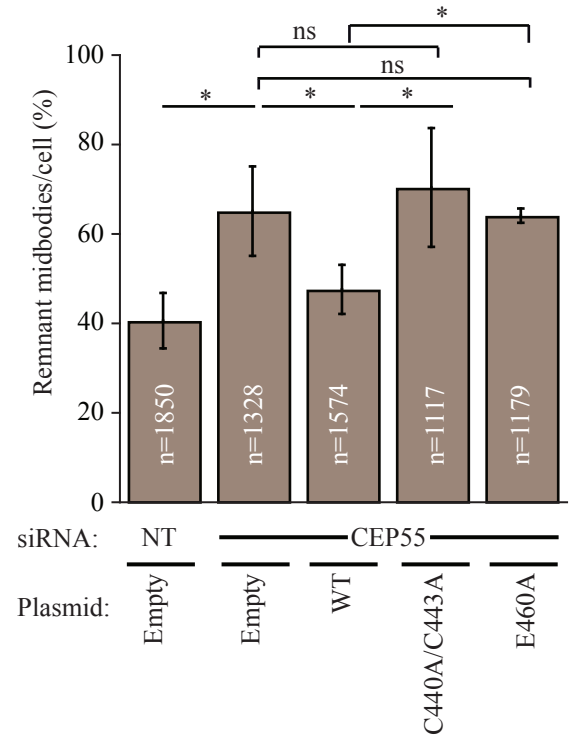 *
ns
ns
* * *
100
80
60
40
20
0
Remnant midbodies/cell (%)
n=1850
n=1328
n=1574
n=1117
n=1179
siRNA: NT CEP55
Plasmid: Empty Empty WT C440A/C443A E460A